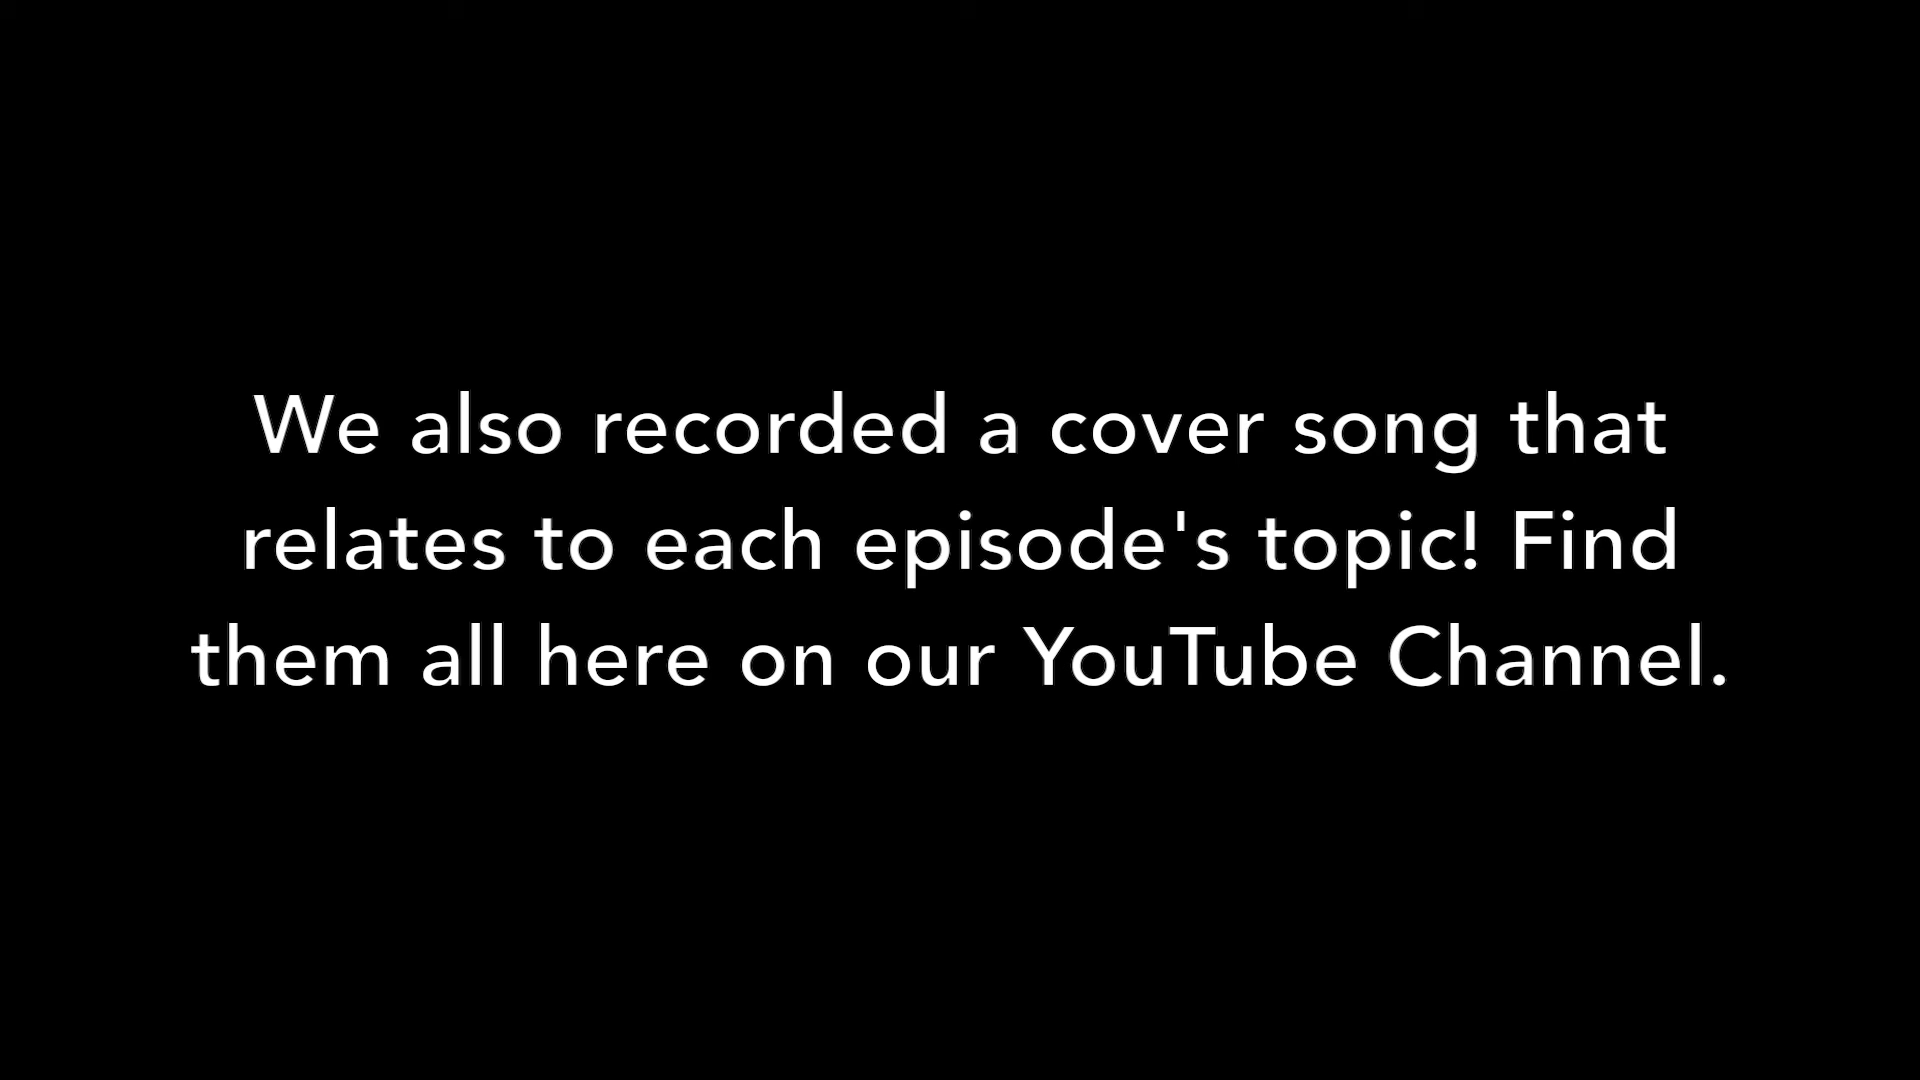 We also recorded a cover song that
relates to each episode's topic! Find
them all here on our YouTube Channel.